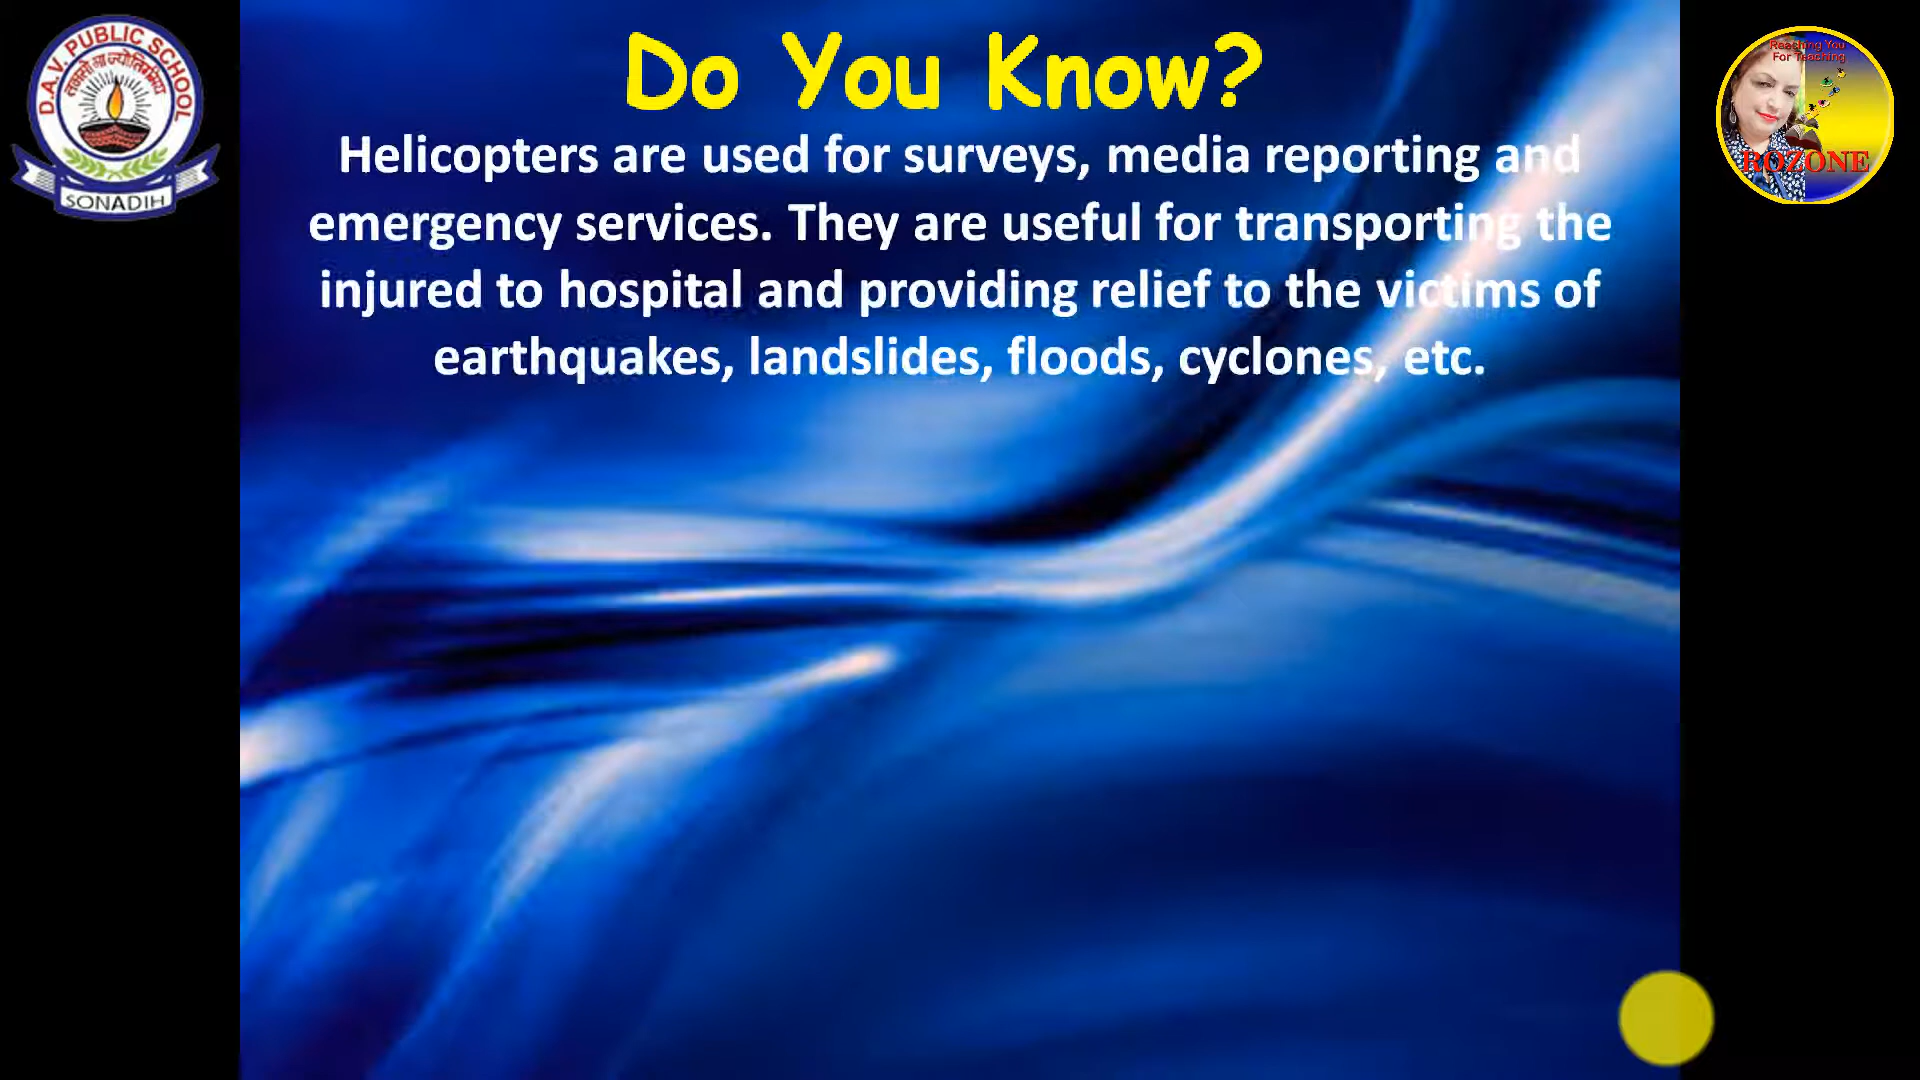 D.A.V. PUBLIC SCHOOL
तमसो मा ज्योतिर्गमय
SONADIH
Do You Know?
Helicopters are used for surveys, media reporting and
emergency services. They are useful for transporting the
injured to hospital and providing relief to the victims of
earthquakes, landslides, floods, cyclones, etc.
Reaching You
For Teaching
ROZONE